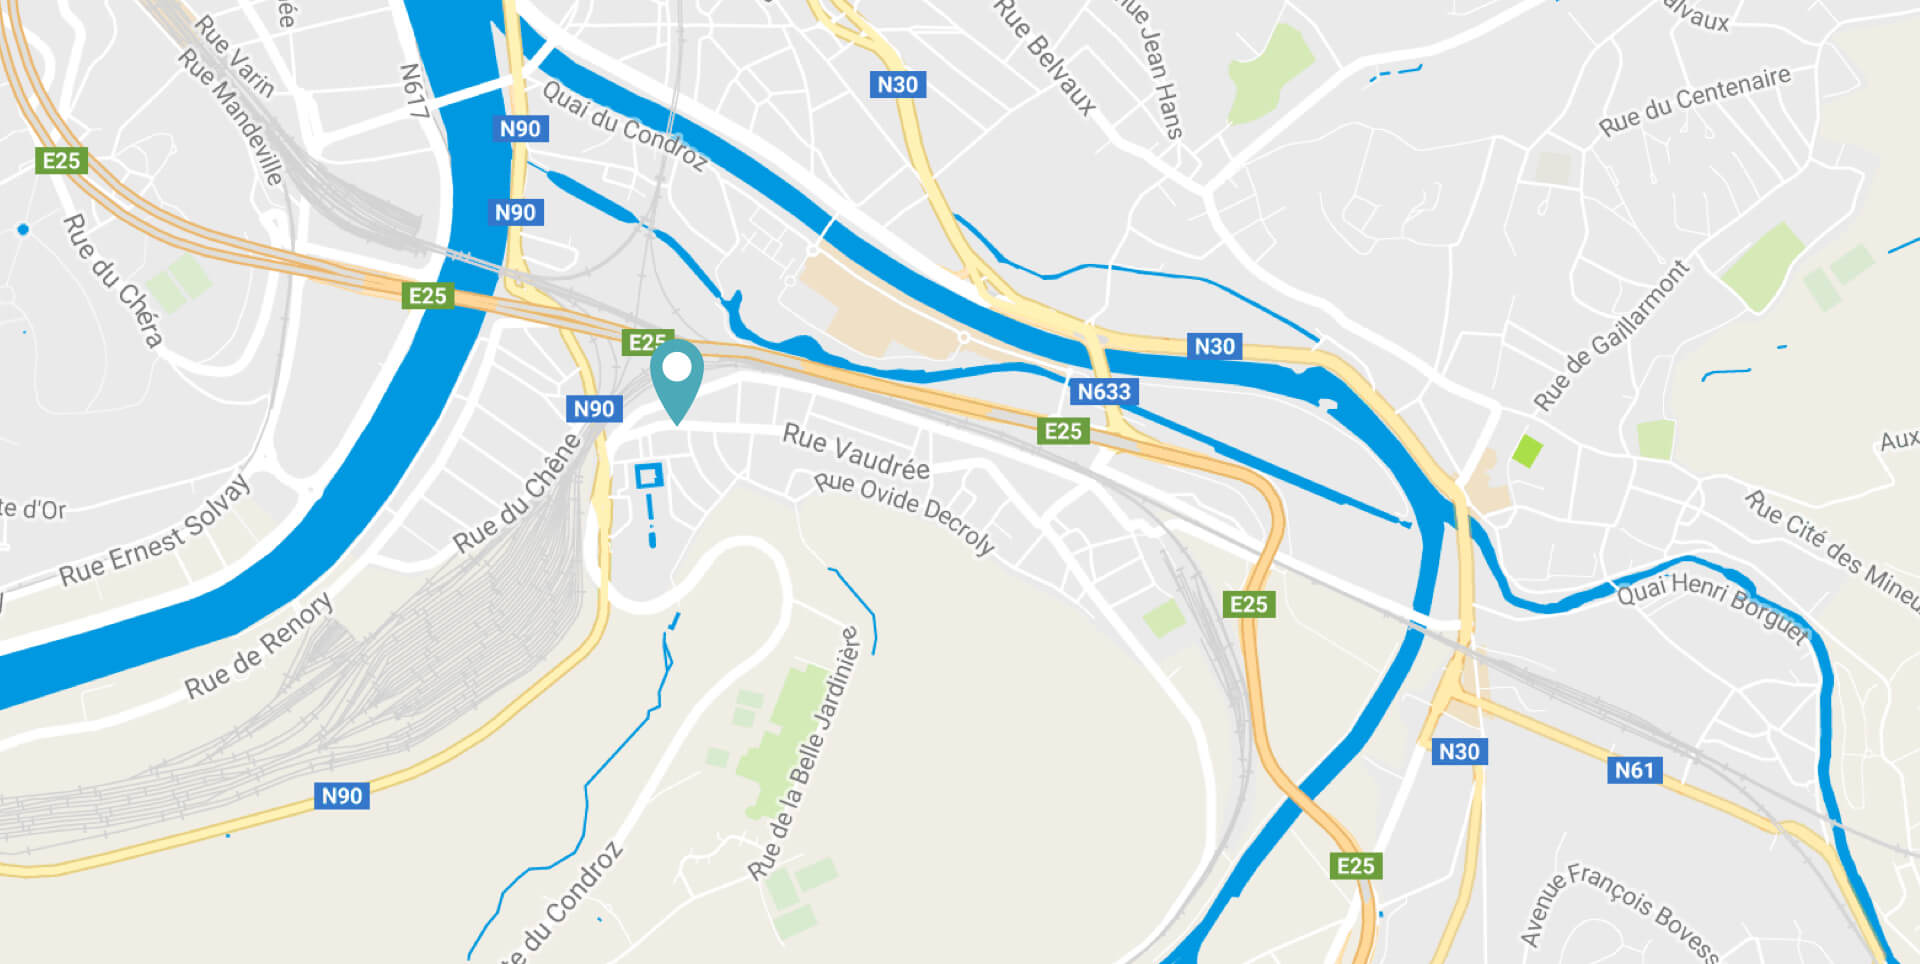 Rue Varin
Rue Mandeville
N617
Quai du Condroz
N30
Rue Belvaux
Rue du Centenaire
N90
E25
N90
Rue du Chéra
E25
E25
N30
Rue de Gaillarmont
N90
N633
E25
Rue Vaudrée
Rue Ovide Decroly
Rue du Chêne
te d'Or
Rue Ernest Solvay
Aux
Rue Cité des Mineu
Rue de Renory
E25
Quai Henri Borguet
Rue de la Belle Jardinière
N90
N30
N61
te du Condroz
E25
Avenue François Bovess
ue Jean Hans
alvaux
ée